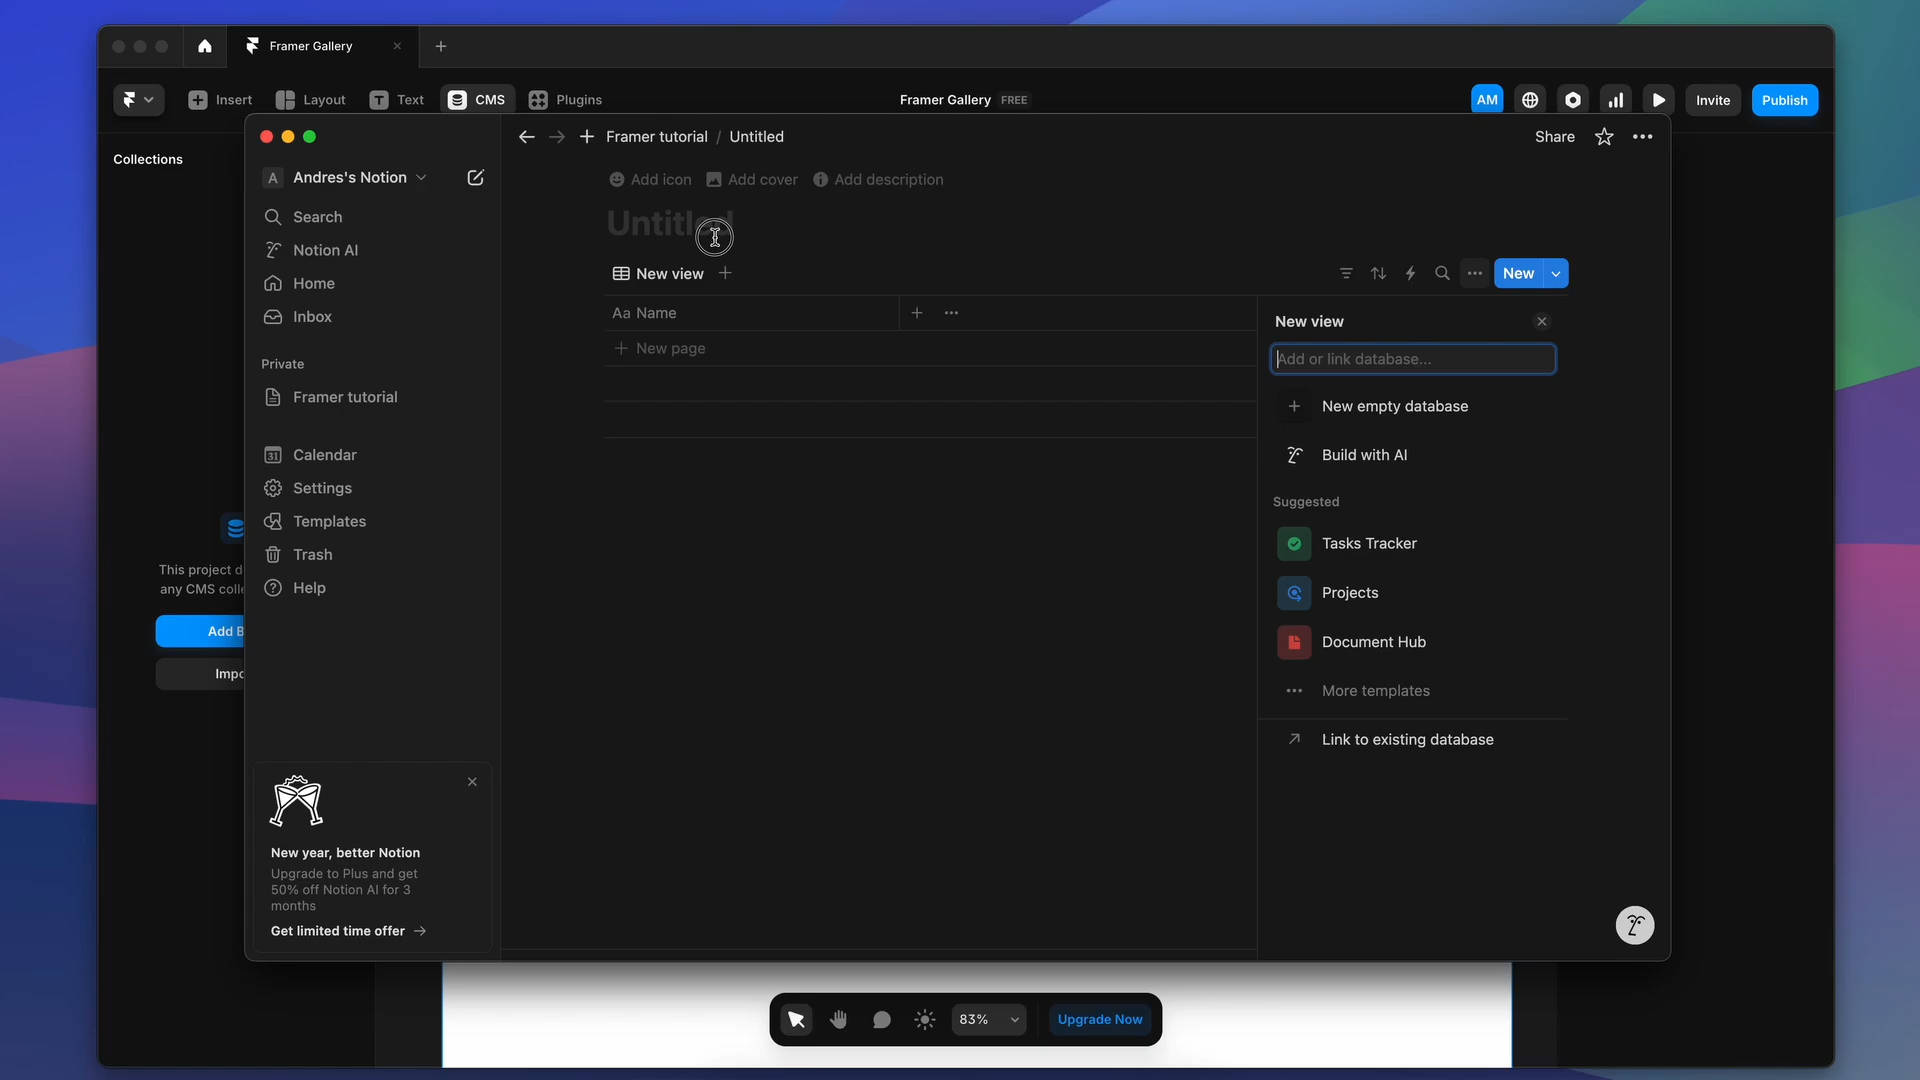 Framer Gallery
Insert
Layout
Text
CMS
Plugins
Framer Gallery FREE
AM
Invite
Publish
Collections
This project d
any CMS colle
Add B
Impo
A Andres's Notion
Search
Notion AI
Home
Inbox
Private
Framer tutorial
31 Calendar
Settings
Templates
Trash
Help
New year, better Notion
Upgrade to Plus and get
50% off Notion AI for 3
months
Get limited time offer →
Framer tutorial / Untitled
Share
Add icon
Add cover
Add description
Untitled
New view
New
Aa Name
New page
New view
Add or link database...
New empty database
Build with AI
Suggested
Tasks Tracker
Projects
Document Hub
More templates
Link to existing database
83%
Upgrade Now